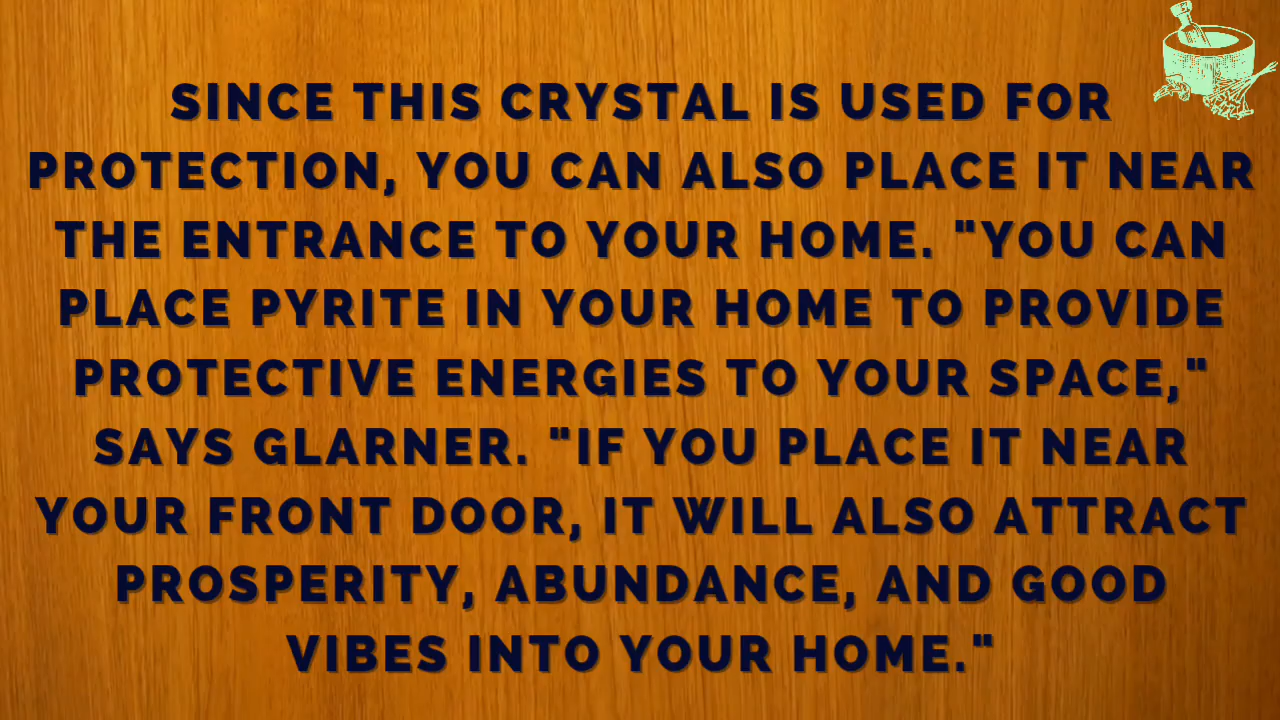 SINCE THIS CRYSTAL IS USED FOR
PROTECTION, YOU CAN ALSO PLACE IT NEAR
THE ENTRANCE TO YOUR HOME. "YOU CAN
PLACE PYRITE IN YOUR HOME TO PROVIDE
PROTECTIVE ENERGIES TO YOUR SPACE,"
SAYS GLARNER. "IF YOU PLACE IT NEAR
YOUR FRONT DOOR, IT WILL ALSO ATTRACT
PROSPERITY, ABUNDANCE, AND GOOD
VIBES INTO YOUR HOME."